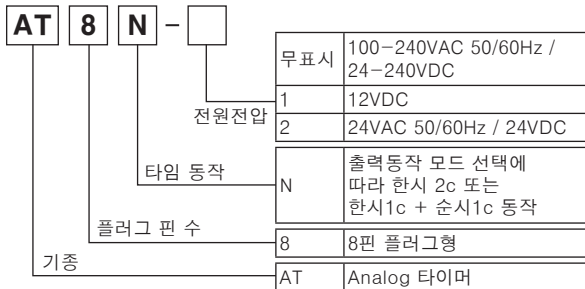 AT 8 N -
무표시 100-240VAC 50/60Hz /
24-240VDC
1 12VDC
전원전압
2 24VAC 50/60Hz / 24VDC
타임 동작
N 출력동작 모드 선택에
따라 한시 2c 또는
한시1c + 순시1c 동작
플러그 핀 수
8 8핀 플러그형
기종
AT Analog 타이머